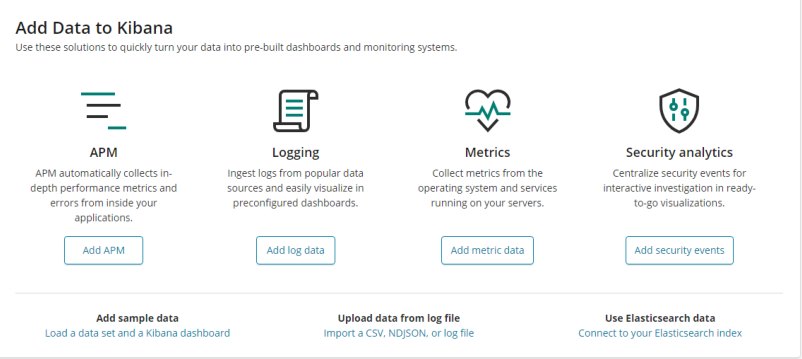 Add Data to Kibana
Use these solutions to quickly turn your data into pre-built dashboards and monitoring systems.
APM
APM automatically collects in-
depth performance metrics and
errors from inside your
applications.
Add APM
Logging
Ingest logs from popular data
sources and easily visualize in
preconfigured dashboards.
Add log data
Metrics
Collect metrics from the
operating system and services
running on your servers.
Add metric data
Security analytics
Centralize security events for
interactive investigation in ready-
to-go visualizations.
Add security events
Add sample data
Load a data set and a Kibana dashboard
Upload data from log file
Import a CSV, NDJSON, or log file
Use Elasticsearch data
Connect to your Elasticsearch index